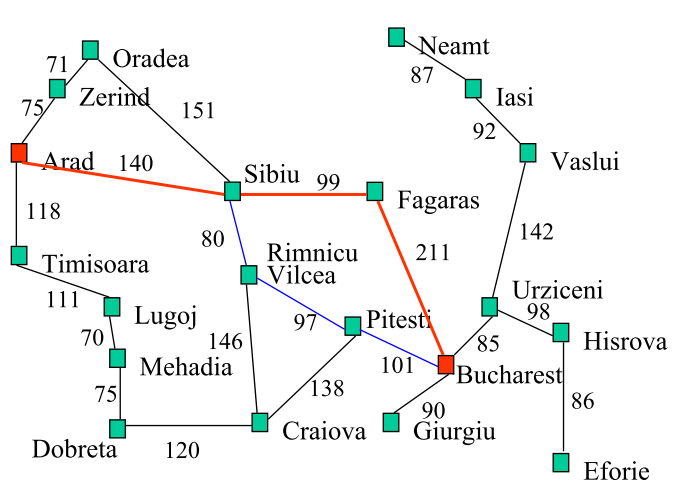 Neamt
Oradea
71
87
Zerind
Iasi
75
151
92
Arad
140
Vaslui
Sibiu
99
Fagaras
118
80
142
211
Rimnicu
Vilcea
Timisoara
Urziceni
111
98
Lugoj
97
Pitesti
70
146
85
Hisrova
Mehadia
101
Bucharest
138
75
86
90
Craiova
Giurgiu
Dobreta
120
Eforie